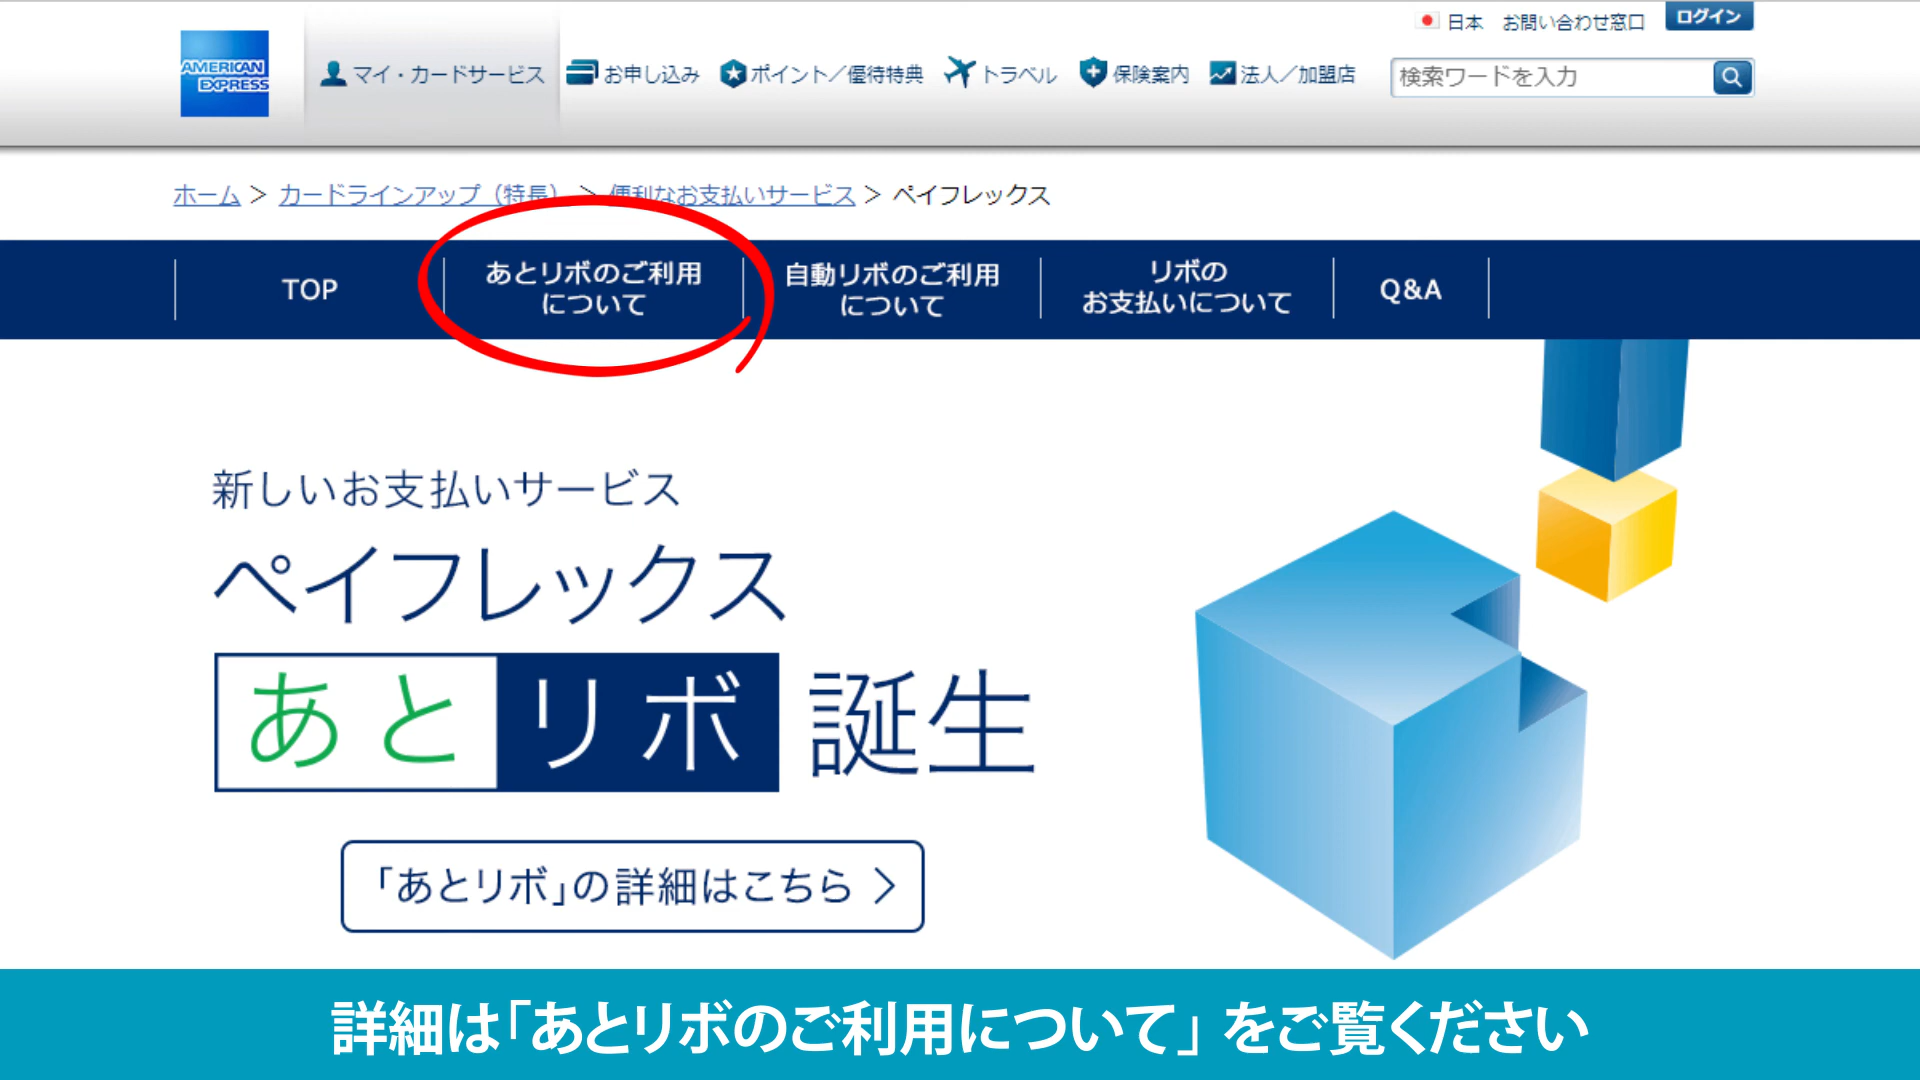 日本 お問い合わせ窓口 ログイン
AMERICAN
EXPRESS
マイ・カードサービス お申し込み ポイント／優待特典 トラベル 保険案内 法人／加盟店 検索ワードを入力
ホーム > カードラインアップ（特長） > 便利なお支払いサービス > ペイフレックス
TOP
あとリボのご利用
について
自動リボのご利用
について
リボの
お支払いについて
Q&A
新しいお支払いサービス
ペイフレックス
あとリボ 誕生
「あとリボ」の詳細はこちら >
詳細は「あとリボのご利用について」をご覧ください